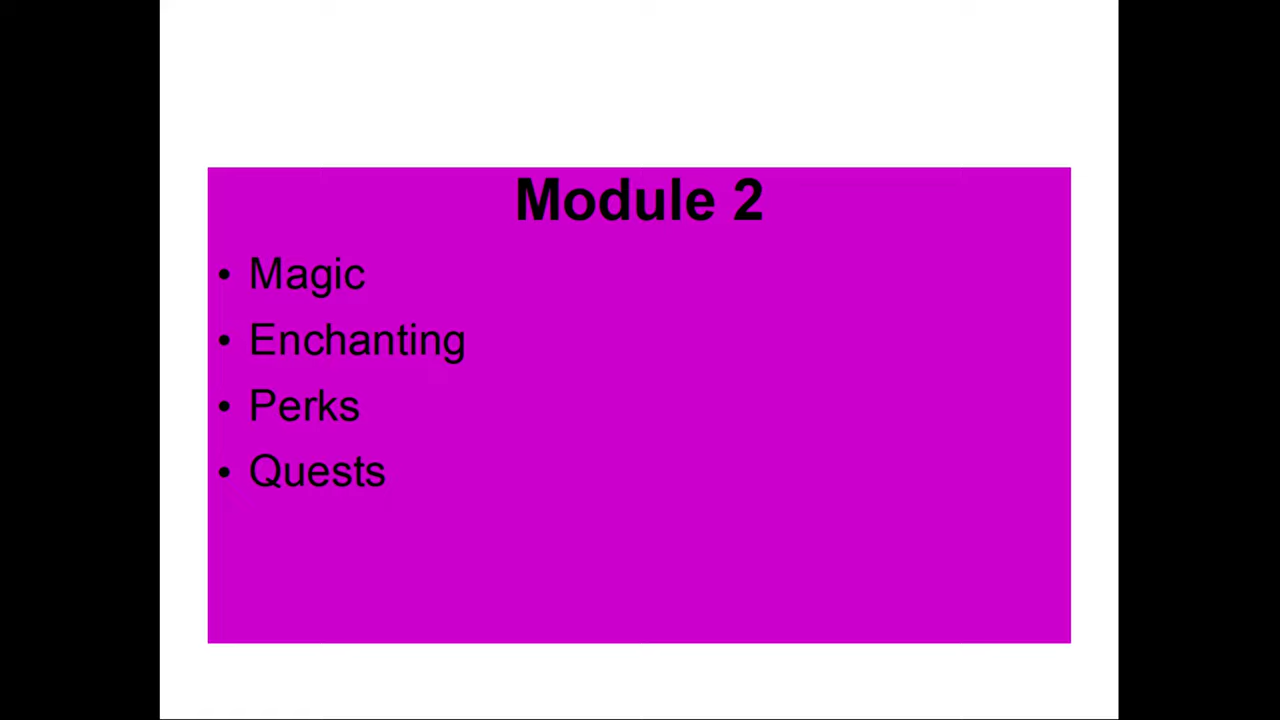 Module 2
• Magic
• Enchanting
• Perks
• Quests